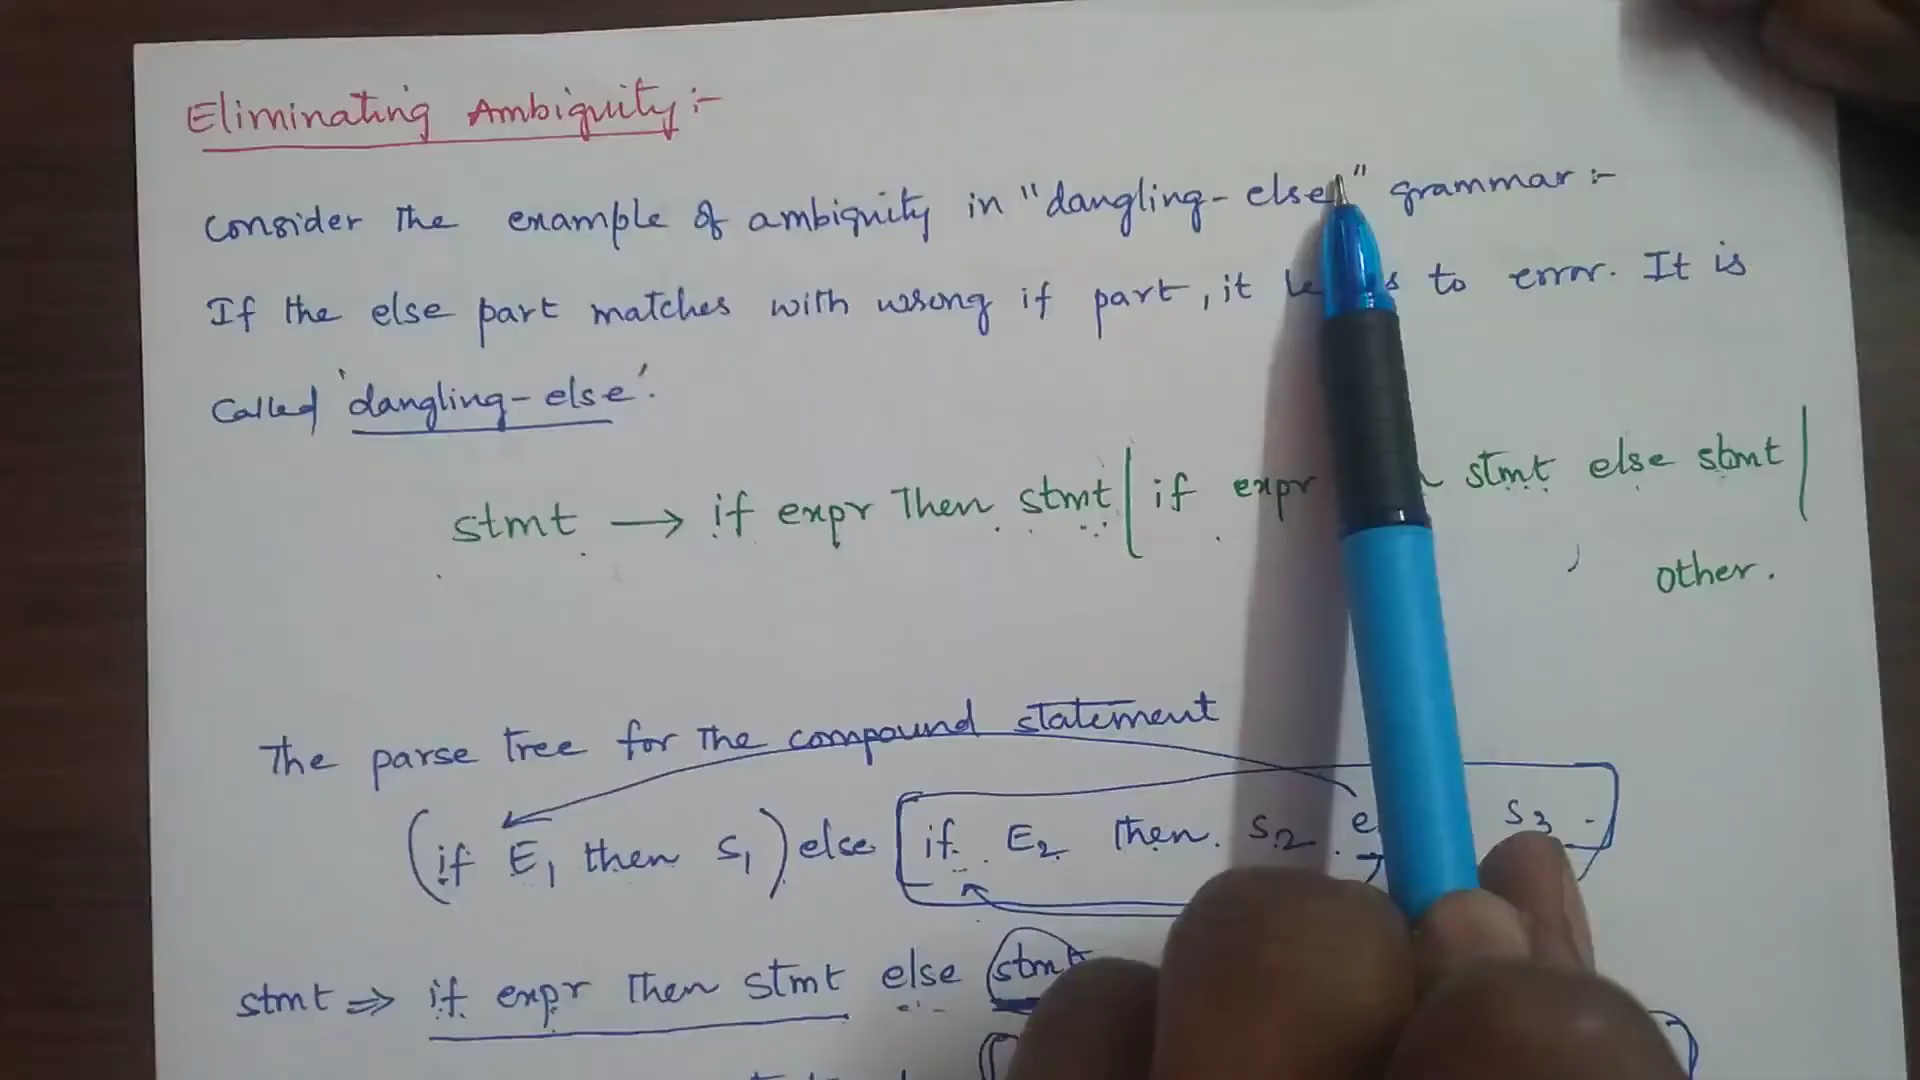 Eliminating Ambiguity :-
Consider the example of ambiguity in "dangling-else" grammar :-
If the else part matches with wrong if part, it to error. It is
called 'dangling-else'.
stmt → if expr Then stmt | if expr stmt else stmt |
other.
The parse tree for the compound statement
(if E1 then S1) else [if E2 Then S2 S3
stmt ⇒ if expr Then stmt else stmt